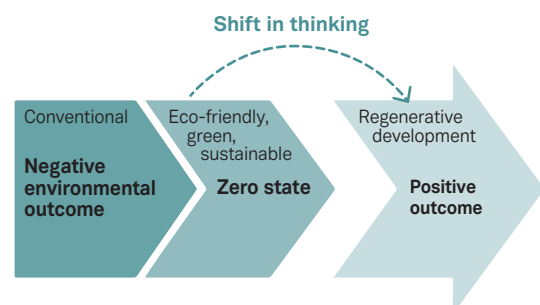 Shift in thinking
Conventional
Negative
environmental
outcome
Eco-friendly,
green,
sustainable
Zero state
Regenerative
development
Positive
outcome